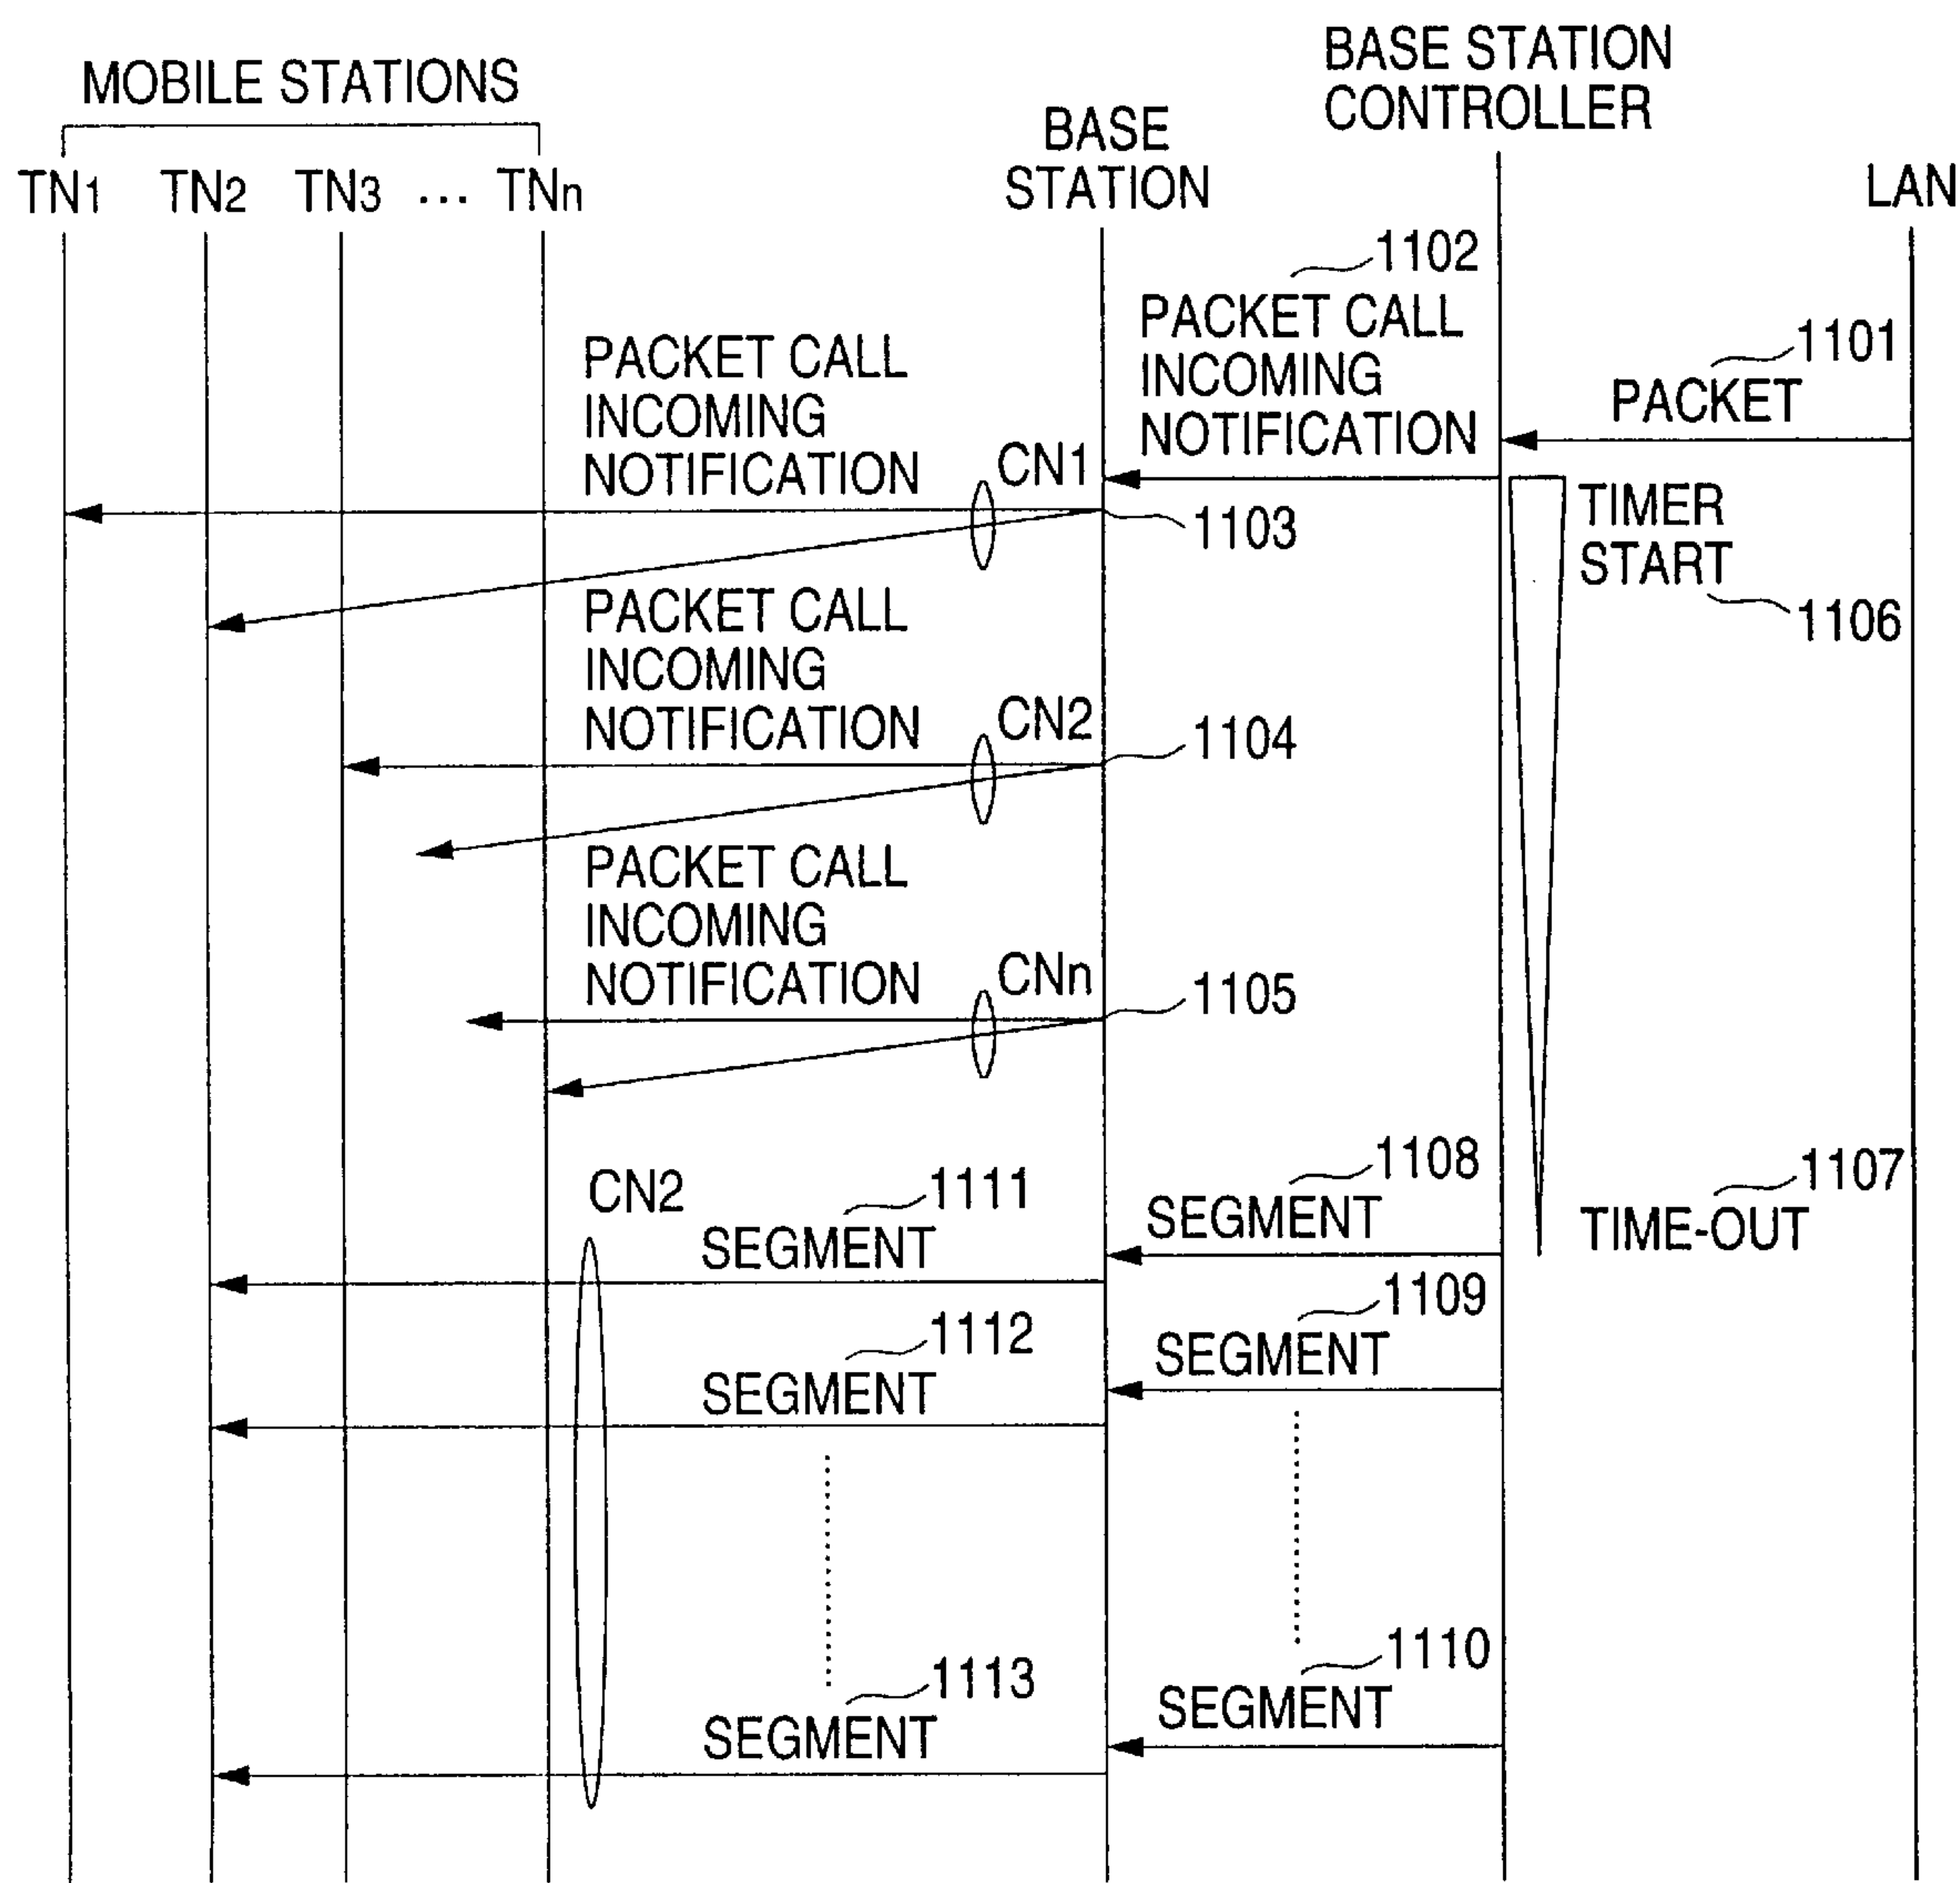 MOBILE STATIONS
BASE STATION
CONTROLLER
BASE
STATION
TN1 TN2 TN3 ... TNn
LAN
1102
PACKET CALL
INCOMING
NOTIFICATION
1101
PACKET
PACKET CALL
INCOMING
NOTIFICATION
CN1
1103
TIMER
START
1106
PACKET CALL
INCOMING
NOTIFICATION
CN2
1104
PACKET CALL
INCOMING
NOTIFICATION
CNn
1105
1108
SEGMENT
1107
TIME-OUT
CN2
1111
SEGMENT
1109
SEGMENT
1112
SEGMENT
1110
SEGMENT
1113
SEGMENT